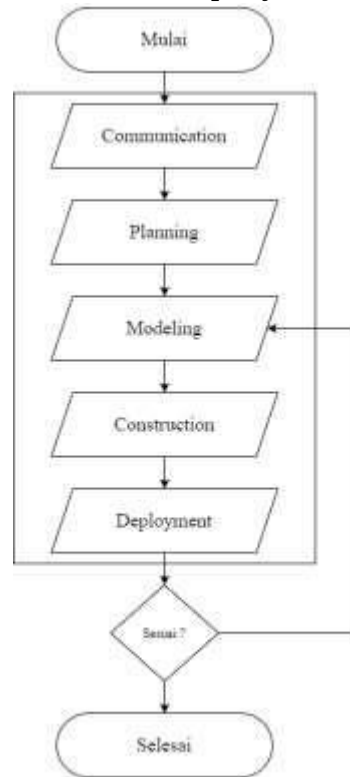 Mulai
Communication
Planning
Modeling
Construction
Deployment
Sesuai ?
Selesai